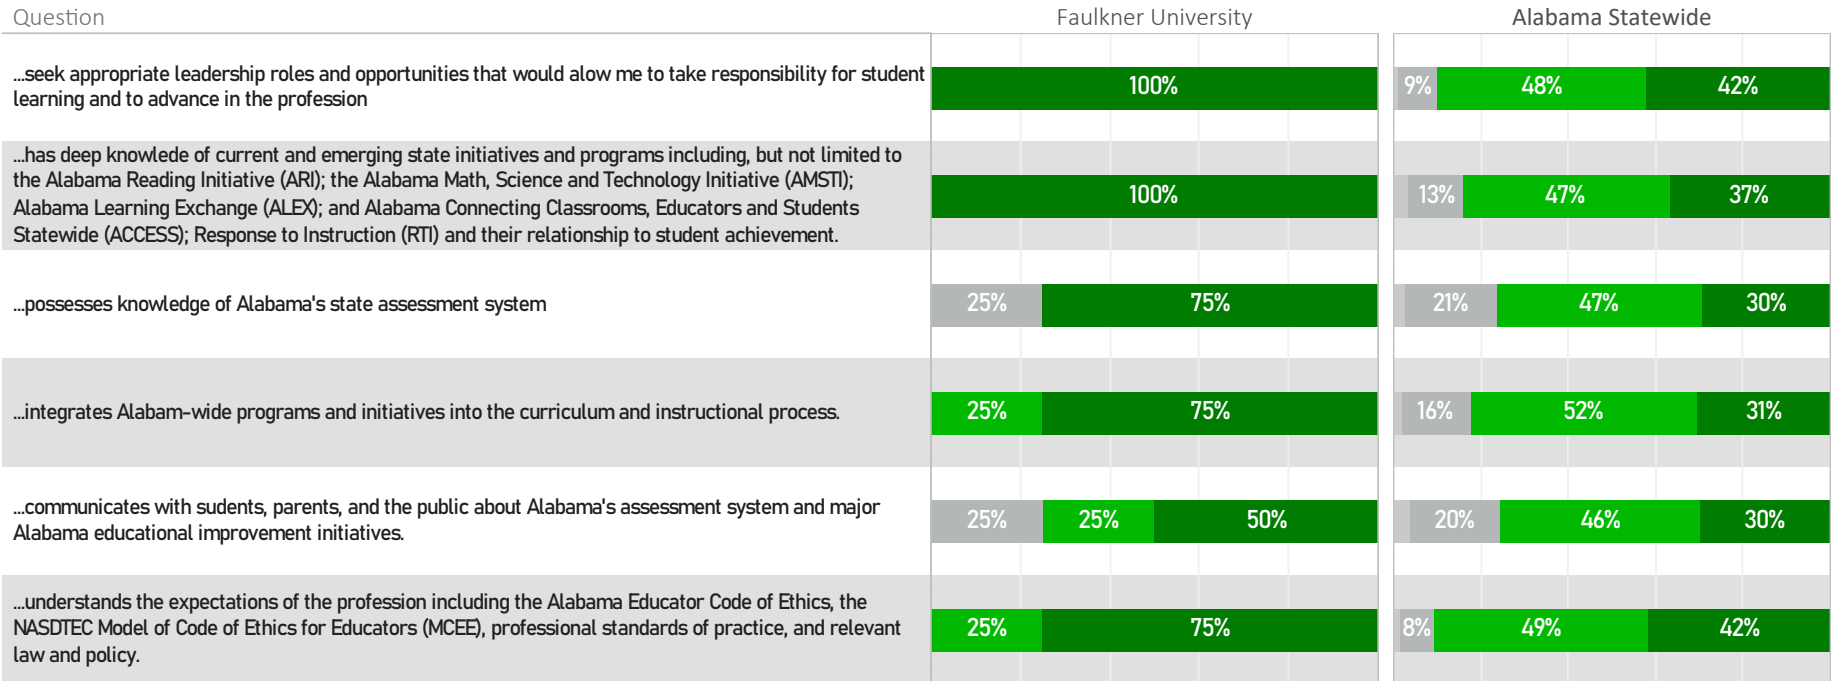 Question Faulkner University Alabama Statewide
...seek appropriate leadership roles and opportunities that would alow me to take responsibility for student
learning and to advance in the profession
100% 9% 48% 42%
...has deep knowlede of current and emerging state initiatives and programs including, but not limited to
the Alabama Reading Initiative (ARI); the Alabama Math, Science and Technology Initiative (AMSTI);
Alabama Learning Exchange (ALEX); and Alabama Connecting Classrooms, Educators and Students
Statewide (ACCESS); Response to Instruction (RTI) and their relationship to student achievement.
100% 13% 47% 37%
...possesses knowledge of Alabama's state assessment system
25% 75% 21% 47% 30%
...integrates Alabam-wide programs and initiatives into the curriculum and instructional process.
25% 75% 16% 52% 31%
...communicates with sudents, parents, and the public about Alabama's assessment system and major
Alabama educational improvement initiatives.
25% 25% 50% 20% 46% 30%
...understands the expectations of the profession including the Alabama Educator Code of Ethics, the
NASDTEC Model of Code of Ethics for Educators (MCEE), professional standards of practice, and relevant
law and policy.
25% 75% 8% 49% 42%